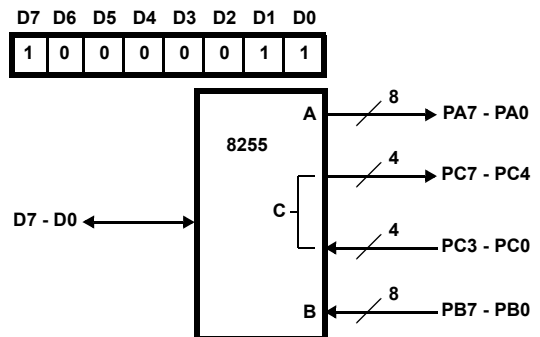 D7 D6 D5 D4 D3 D2 D1 D0
1 0 0 0 0 0 1 1
8
A PA7 - PA0
8255
4
PC7 - PC4
C
D7 - D0
4
PC3 - PC0
8
B PB7 - PB0